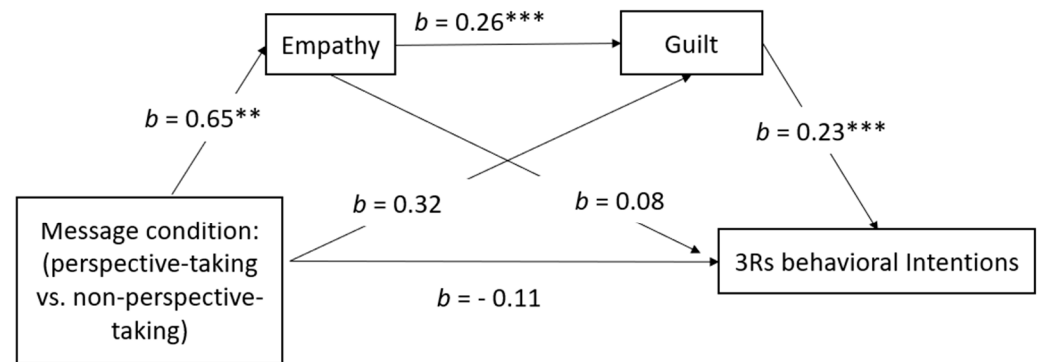 b = 0.26***
Empathy
Guilt
b = 0.65**
b = 0.23***
b = 0.32
b = 0.08
Message condition:
(perspective-taking
vs. non-perspective-
taking)
3Rs behavioral Intentions
b = - 0.11